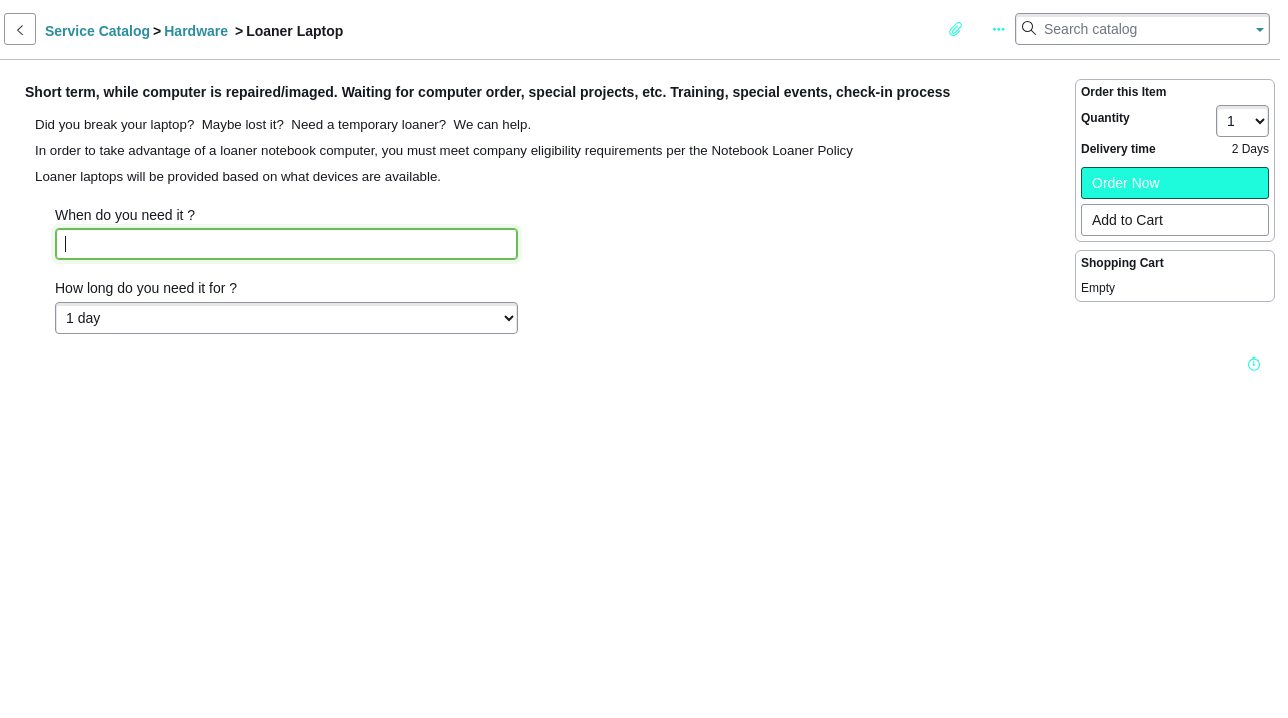 Service Catalog > Hardware > Loaner Laptop
Search catalog
Short term, while computer is repaired/imaged. Waiting for computer order, special projects, etc. Training, special events, check-in process
Did you break your laptop?  Maybe lost it?  Need a temporary loaner?  We can help.
In order to take advantage of a loaner notebook computer, you must meet company eligibility requirements per the Notebook Loaner Policy
Loaner laptops will be provided based on what devices are available.
When do you need it ?
How long do you need it for ?
1 day
Order this Item
Quantity 1
Delivery time 2 Days
Order Now
Add to Cart
Shopping Cart
Empty